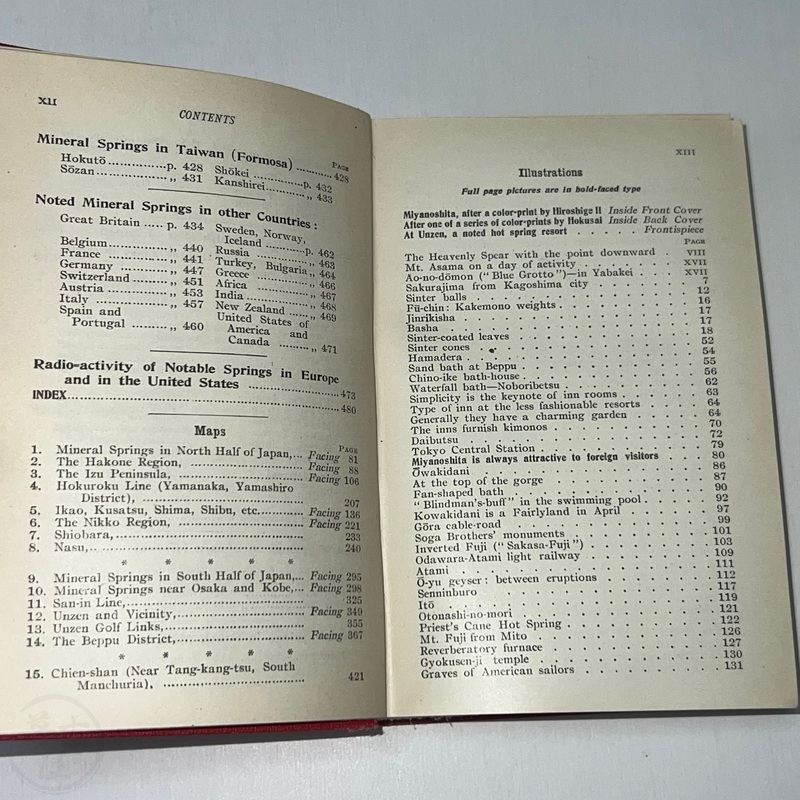 XII
CONTENTS
PAGE
Mineral Springs in Taiwan (Formosa) ........... 428
Hokutō...............p. 428 Shōkei ...............p. 432
Sōzan..................,, 431 Kanshirei............,, 433
Noted Mineral Springs in other Countries :
Great Britain .....p. 434
Belgium...............,, 440
France ...............,, 441
Germany ............,, 447
Switzerland .......,, 451
Austria ...............,, 453
Italy ..................,, 457
Spain and
Portugal ........,, 460
Sweden, Norway,
Iceland ............p. 462
Russia ...............,, 463
Turkey, Bulgaria,, 464
Greece ...............,, 466
Africa ................,, 467
India..................,, 468
New Zealand......,, 469
United States of
America and
Canada .........,, 471
Radio-activity of Notable Springs in Europe
and in the United States .....................473
INDEX............................................................480
Maps
PAGE
1. Mineral Springs in North Half of Japan,... Facing 81
2. The Hakone Region, ........................... Facing 88
3. The Izu Peninsula, ............................. Facing 106
4. Hokuroku Line (Yamanaka, Yamashiro
District), ................................. 207
5. Ikao, Kusatsu, Shima, Shibu, etc.......... Facing 136
6. The Nikko Region, ............................. Facing 221
7. Shiobara,............................................ 233
8. Nasu,.................................................. 240
* * * * *
9. Mineral Springs in South Half of Japan,... Facing 295
10. Mineral Springs near Osaka and Kobe,... Facing 298
11. San-in Line,........................................ 325
12. Unzen and Vicinity,........................... Facing 349
13. Unzen Golf Links,............................... 355
14. The Beppu District,........................... Facing 367
* * * * *
15. Chien-shan (Near Tang-kang-tsu, South
Manchuria), ................................. 421
XIII
Illustrations
Full page pictures are in bold-faced type
Miyanoshita, after a color-print by Hiroshige II Inside Front Cover
After one of a series of color-prints by Hokusai Inside Back Cover
At Unzen, a noted hot spring resort . . . . . Frontispiece
PAGE
The Heavenly Spear with the point downward . VIII
Mt. Asama on a day of activity . . . . . . XVII
Ao-no-dōmon ("Blue Grotto")—in Yabakei . . . XVII
Sakurajima from Kagoshima city . . . . . . 7
Sinter balls . . . . . . . . . . 12
Fū-chin: Kakemono weights . . . . . . . 16
Jinrikisha . . . . . . . . . . 17
Basha . . . . . . . . . . 17
Sinter-coated leaves . . . . . . . . 18
Sinter cones . . . . . . . . . 52
Hamadera . . . . . . . . . 54
Sand bath at Beppu . . . . . . . . 55
Chino-ike bath-house . . . . . . . . 56
Waterfall bath—Noboribetsu . . . . . . . 62
Simplicity is the keynote of inn rooms . . . . 63
Type of inn at the less fashionable resorts . . . 64
Generally they have a charming garden . . . . 64
The inns furnish kimonos . . . . . . . 70
Daibutsu . . . . . . . . . . 72
Tokyo Central Station . . . . . . . . 79
Miyanoshita is always attractive to foreign visitors . . 80
Ōwakidani . . . . . . . . . . 86
At the top of the gorge . . . . . . . 87
Fan-shaped bath . . . . . . . . . 90
"Blindman's-buff" in the swimming pool . . . . 92
Kowakidani is a Fairyland in April . . . . . 97
Gōra cable-road . . . . . . . . . 99
Soga Brothers' monuments . . . . . . . 101
Inverted Fuji ("Sakasa-Fuji") . . . . . . 103
Odawara-Atami light railway . . . . . . 109
Atami . . . . . . . . . . 111
Ō-yu geyser: between eruptions . . . . . . 112
Senninburo . . . . . . . . . . 117
Itō . . . . . . . . . . 119
Otonashi-no-mori . . . . . . . . . 121
Priest's Cane Hot Spring . . . . . . . 122
Mt. Fuji from Mito . . . . . . . . 126
Reverberatory furnace . . . . . . . . 127
Gyokusen-ji temple . . . . . . . . 130
Graves of American sailors . . . . . . . 131